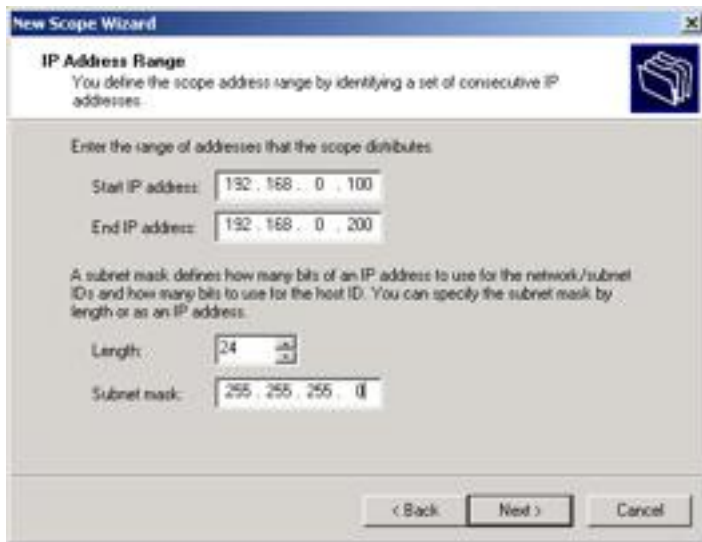 New Scope Wizard
IP Address Range
You define the scope address range by identifying a set of consecutive IP
addresses.
Enter the range of addresses that the scope distributes.
Start IP address: 192 . 168 . 0 . 100
End IP address: 192 . 168 . 0 . 200
A subnet mask defines how many bits of an IP address to use for the network/subnet
IDs and how many bits to use for the host ID. You can specify the subnet mask by
length or as an IP address.
Length: 24
Subnet mask: 255 . 255 . 255 . 0
< Back Next > Cancel